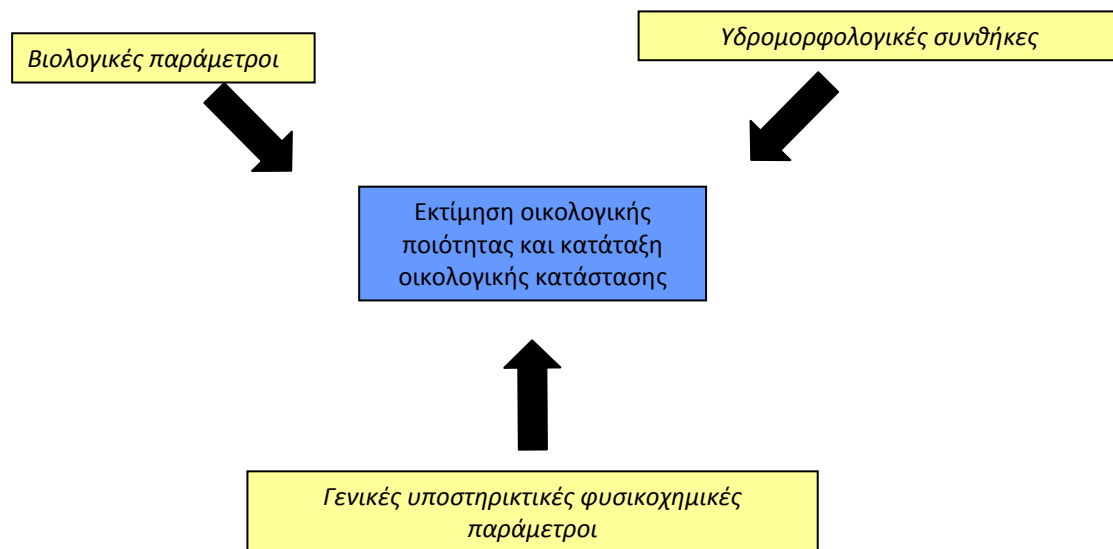 Βιολογικές παράμετροι
Υδρομορφολογικές συνθήκες
Εκτίμηση οικολογικής
ποιότητας και κατάταξη
οικολογικής κατάστασης
Γενικές υποστηρικτικές φυσικοχημικές
παράμετροι